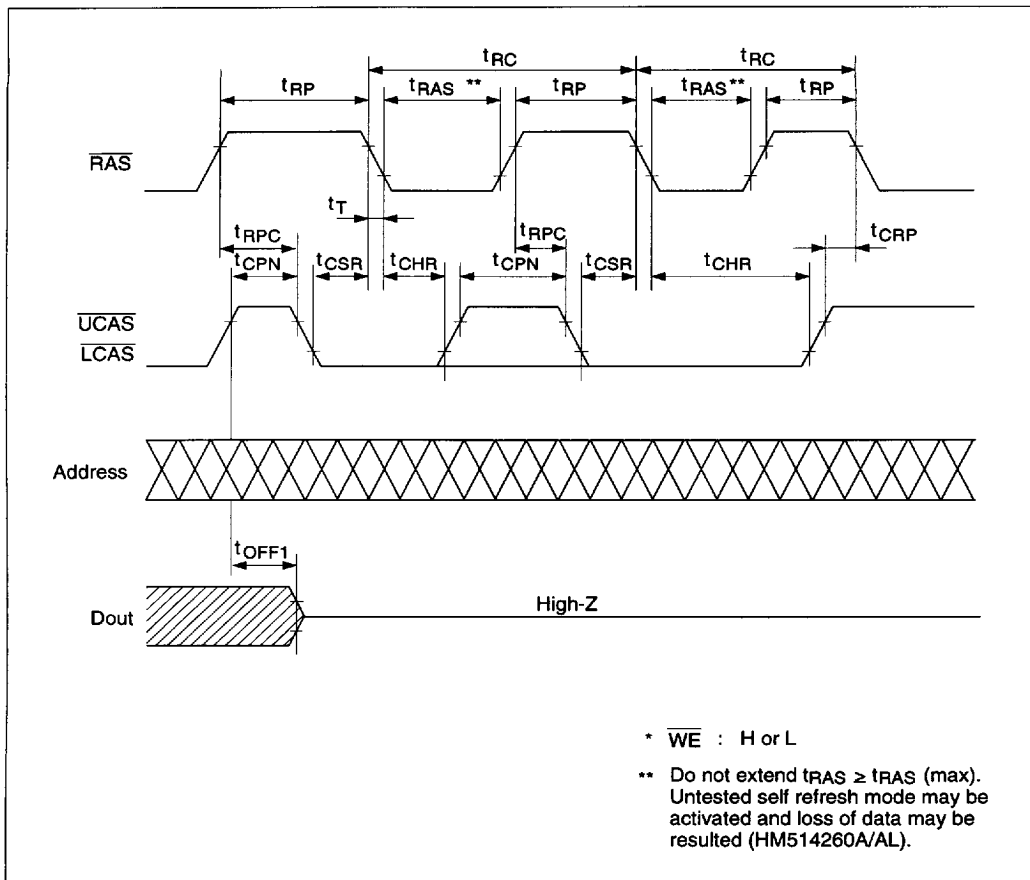 tRC tRC
tRP tRAS ** tRP tRAS** tRP
RAS
tT
tRPC tRPC tCRP
tCPN tCSR tCHR tCPN tCSR tCHR
UCAS
LCAS
Address
tOFF1
Dout High-Z
* WE : H or L
** Do not extend tRAS ≥ tRAS (max).
Untested self refresh mode may be
activated and loss of data may be
resulted (HM514260A/AL).